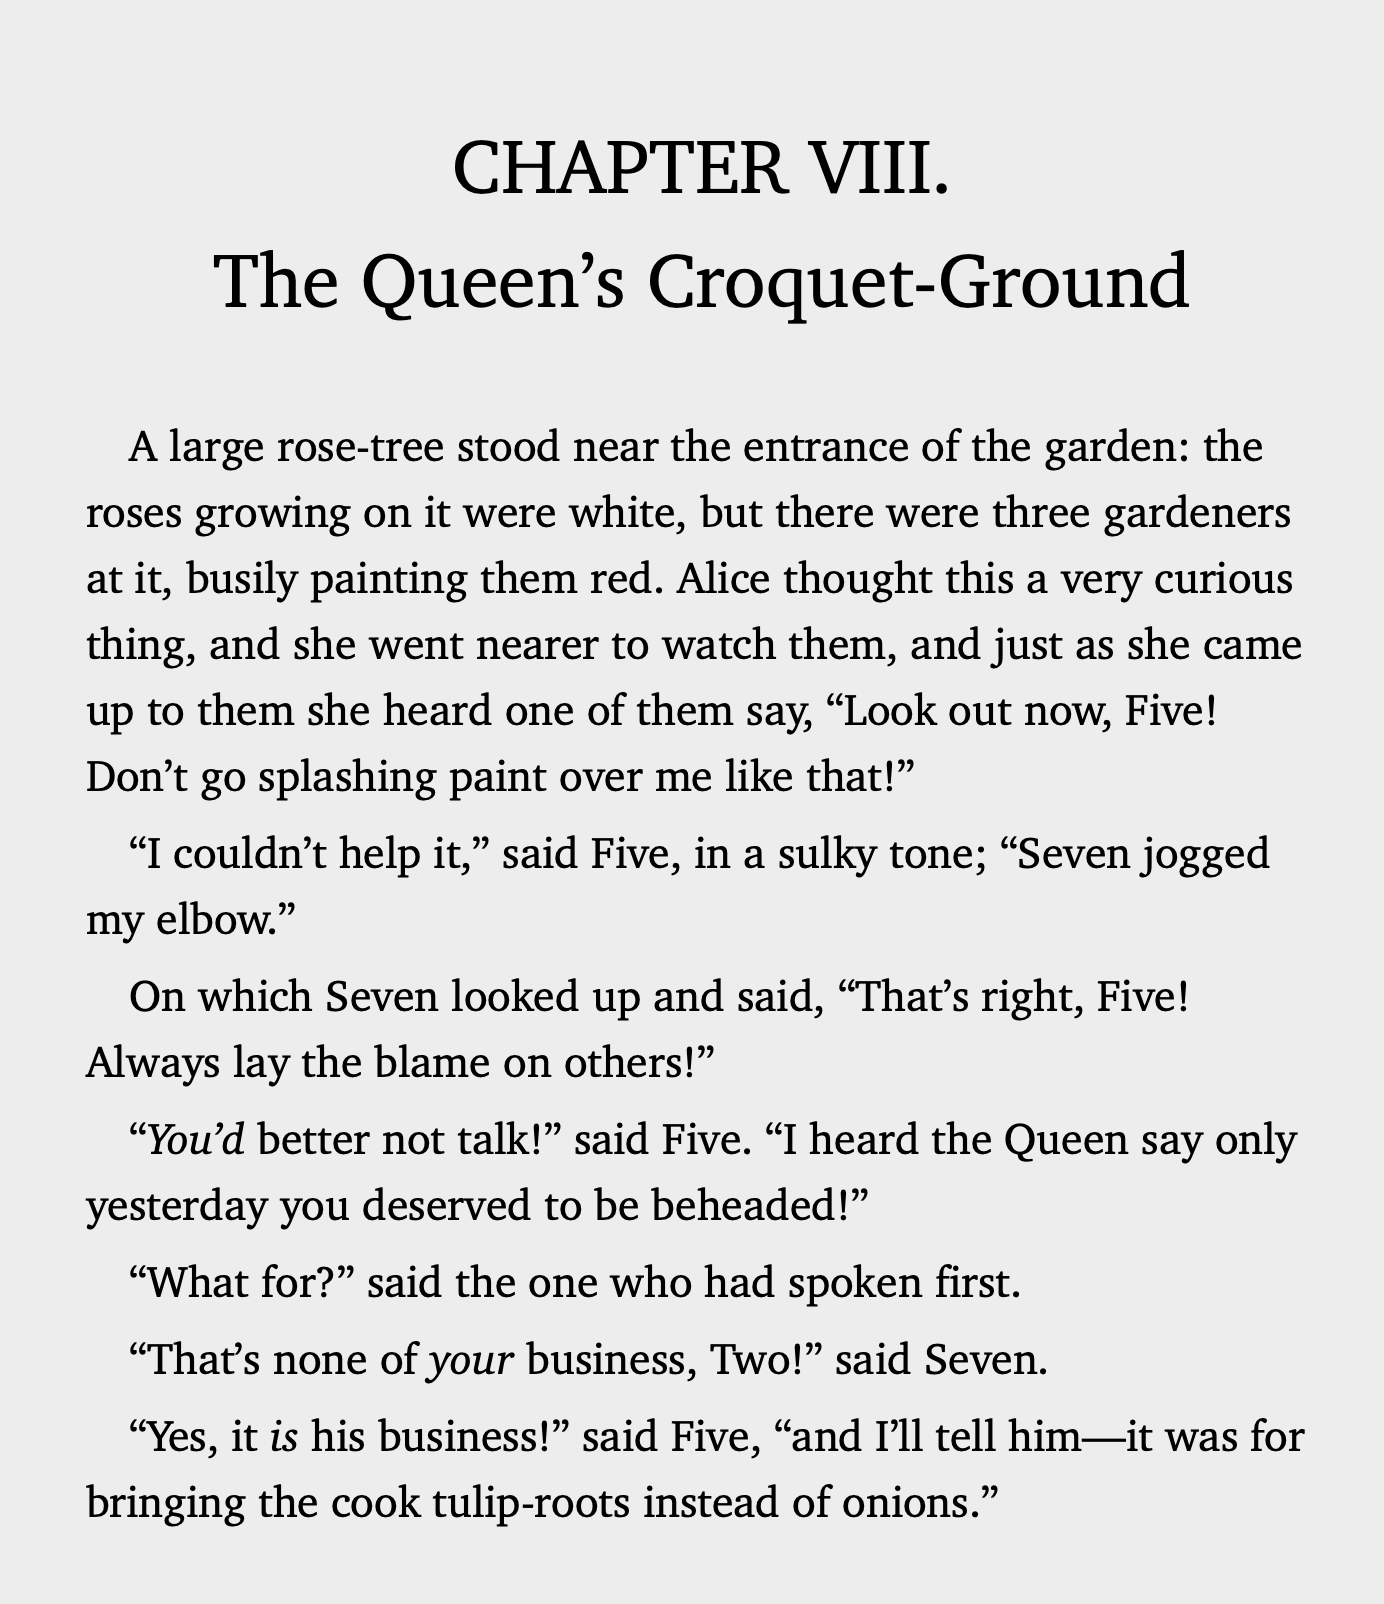 CHAPTER VIII.
The Queen’s Croquet-Ground
A large rose-tree stood near the entrance of the garden: the
roses growing on it were white, but there were three gardeners
at it, busily painting them red. Alice thought this a very curious
thing, and she went nearer to watch them, and just as she came
up to them she heard one of them say, “Look out now, Five!
Don’t go splashing paint over me like that!”
“I couldn’t help it,” said Five, in a sulky tone; “Seven jogged
my elbow.”
On which Seven looked up and said, “That’s right, Five!
Always lay the blame on others!”
“You’d better not talk!” said Five. “I heard the Queen say only
yesterday you deserved to be beheaded!”
“What for?” said the one who had spoken first.
“That’s none of your business, Two!” said Seven.
“Yes, it is his business!” said Five, “and I’ll tell him—it was for
bringing the cook tulip-roots instead of onions.”